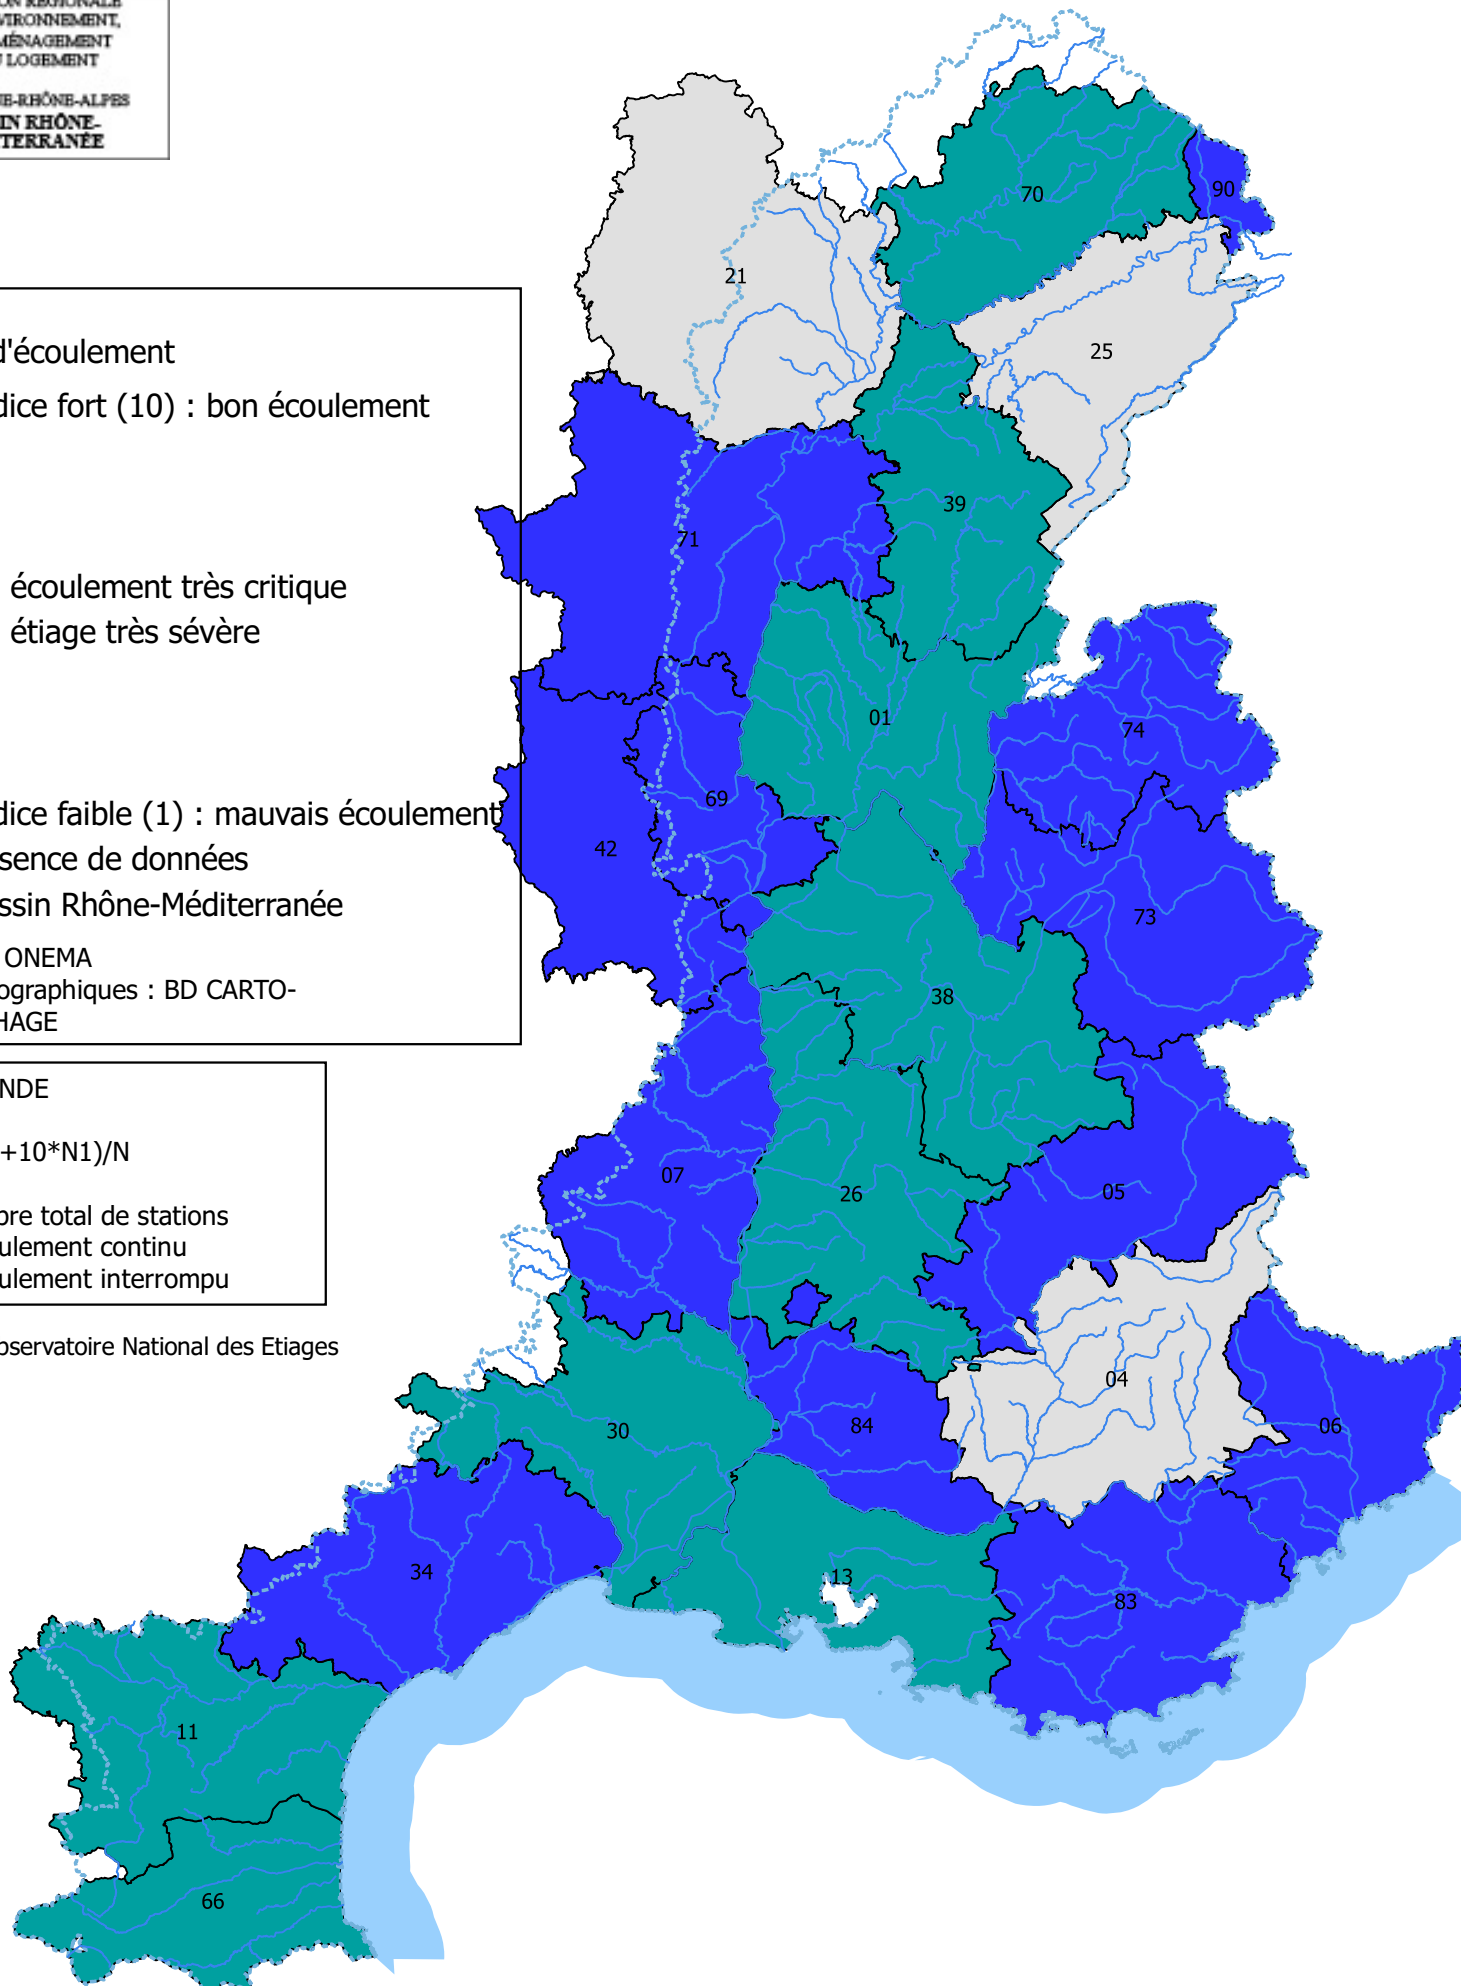 ON RÉGIONALE
VIRONNEMENT,
MÉNAGEMENT
U LOGEMENT
E-RHÔNE-ALPES
IN RHÔNE-
TERRANÉE
d'écoulement
dice fort (10) : bon écoulement
écoulement très critique
étiage très sévère
dice faible (1) : mauvais écoulement
sence de données
ssin Rhône-Méditerranée
ONEMA
ographiques : BD CARTO-
HAGE
NDE
+10*N1)/N
bre total de stations
ulement continu
ulement interrompu
bservatoire National des Etiages
70
90
21
25
39
71
01
74
69
42
73
38
07
26
05
04
30
84
06
34
13
83
11
66